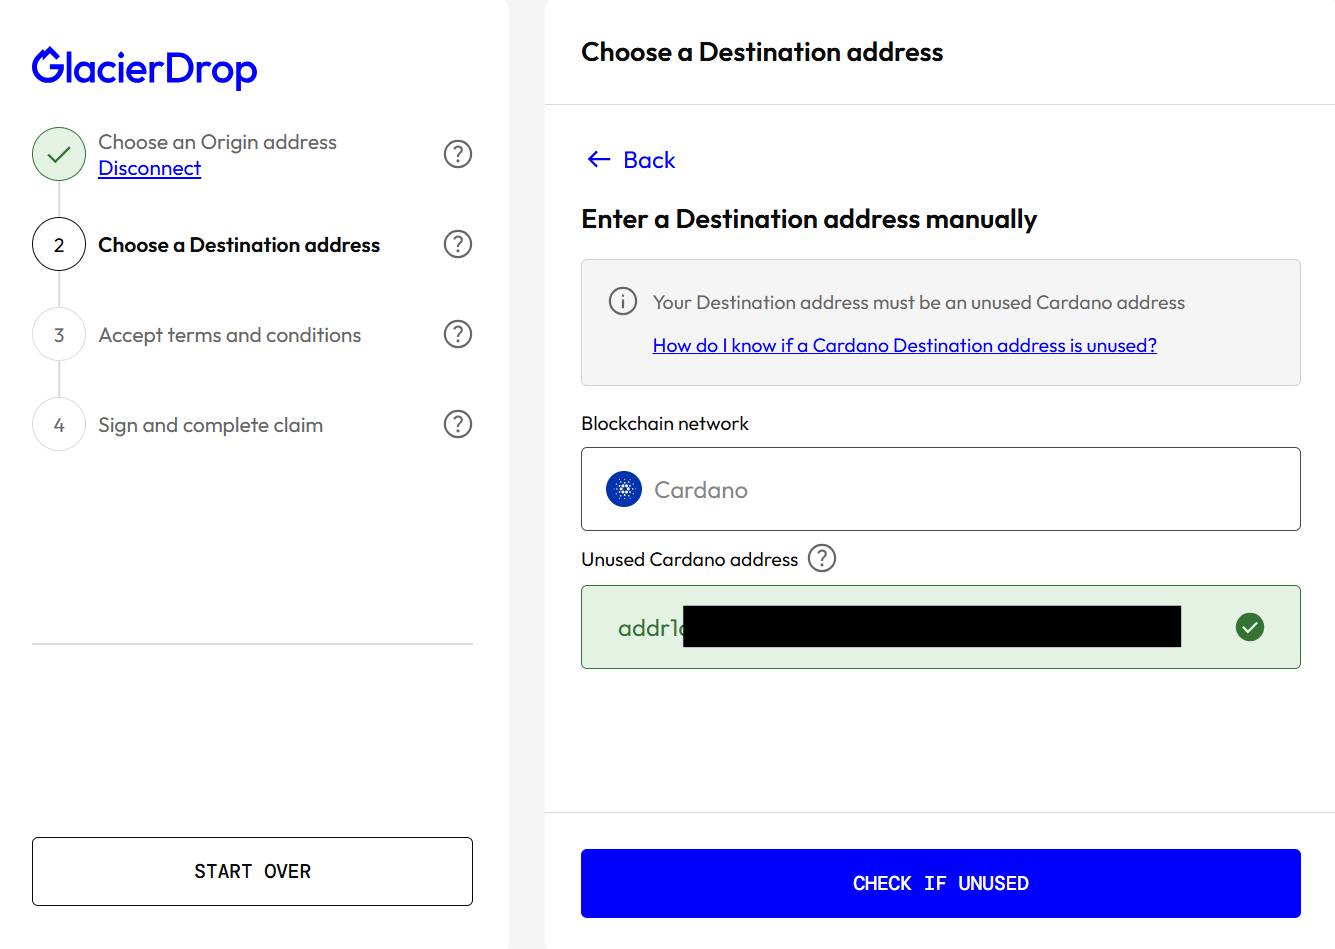 GlacierDrop
Choose an Origin address
Disconnect
?
2
Choose a Destination address
?
3
Accept terms and conditions
?
4
Sign and complete claim
?
START OVER
Choose a Destination address
← Back
Enter a Destination address manually
i
Your Destination address must be an unused Cardano address
How do I know if a Cardano Destination address is unused?
Blockchain network
Cardano
Unused Cardano address
?
addr1
CHECK IF UNUSED